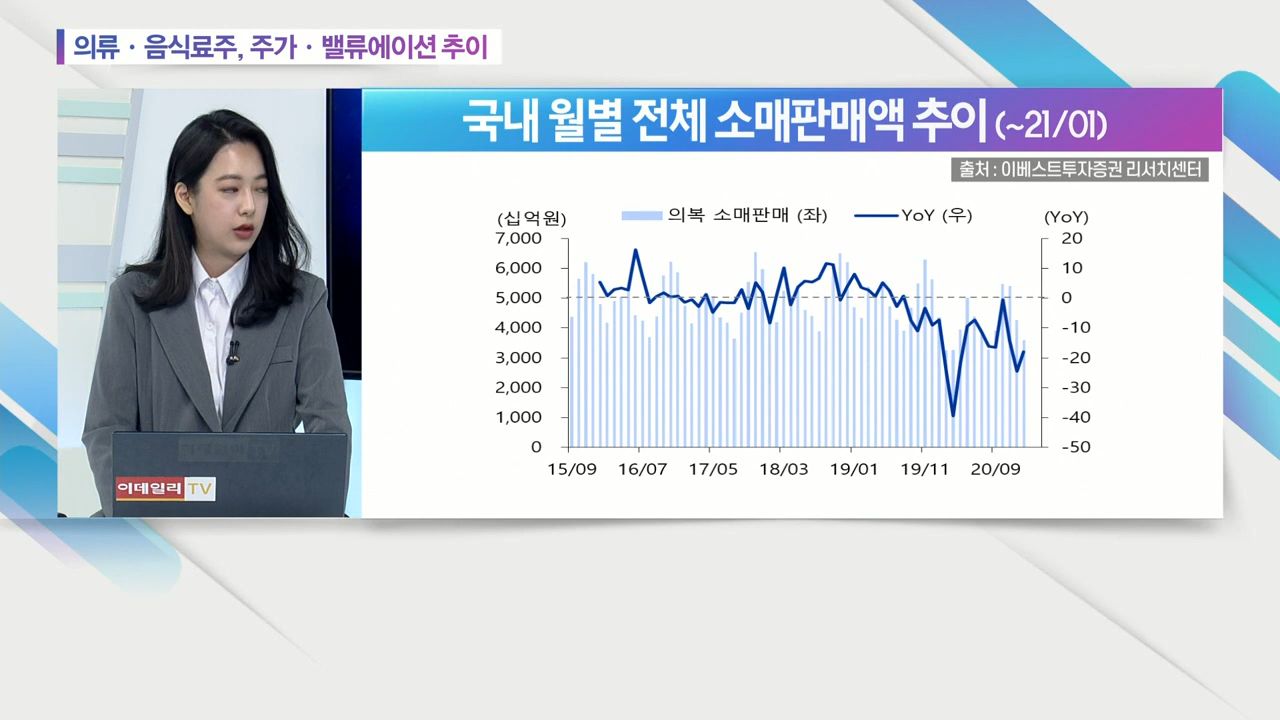 의류 · 음식료주, 주가 · 밸류에이션 추이
국내 월별 전체 소매판매액 추이 (~21/01)
출처 : 이베스트투자증권 리서치센터
(십억원) 의복 소매판매 (좌) YoY (우) (YoY)
7,000 20
6,000 10
5,000 0
4,000 -10
3,000 -20
2,000 -30
1,000 -40
0 -50
15/09 16/07 17/05 18/03 19/01 19/11 20/09
이데일리 TV